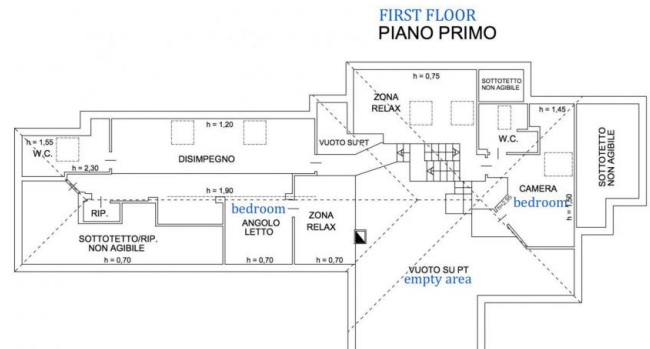 FIRST FLOOR
PIANO PRIMO
h = 0,75
ZONA
RELAX
SOTTOTETTO
NON AGIBILE
h = 1,45
W.C.
h = 1,20
VUOTO SU PT
h = 1,55
W.C.
h = 2,30
DISIMPEGNO
SOTTOTETTO
NON AGIBILE
CAMERA
bedroom
h = 1,50
h = 1,90
bedroom
ANGOLO
LETTO
ZONA
RELAX
RIP.
SOTTOTETTO/RIP.
NON AGIBILE
h = 0,70
h = 0,70
h = 0,70
VUOTO SU PT
empty area